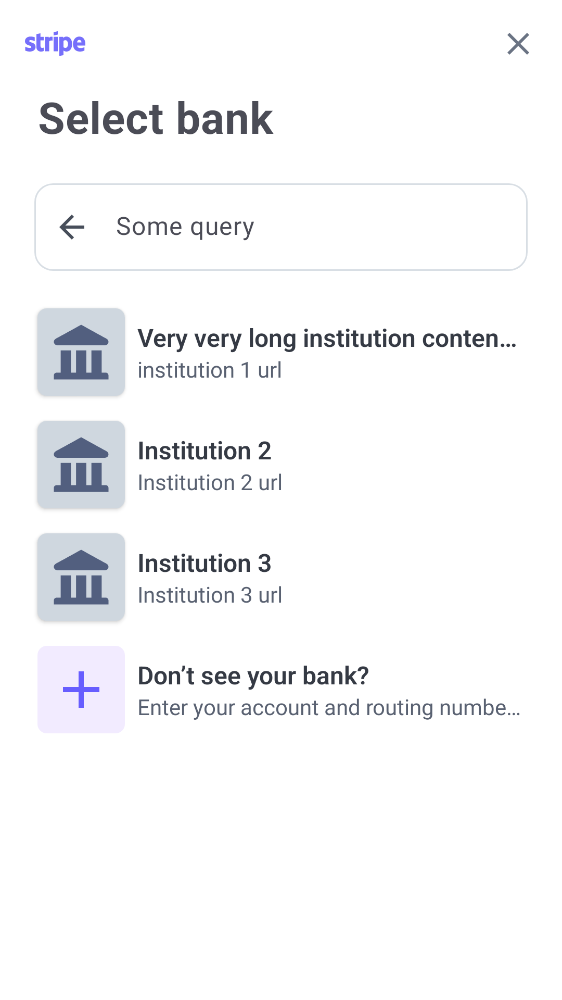 stripe
Select bank
Some query
Very very long institution conten...
institution 1 url
Institution 2
Institution 2 url
Institution 3
Institution 3 url
Don’t see your bank?
Enter your account and routing numbe...